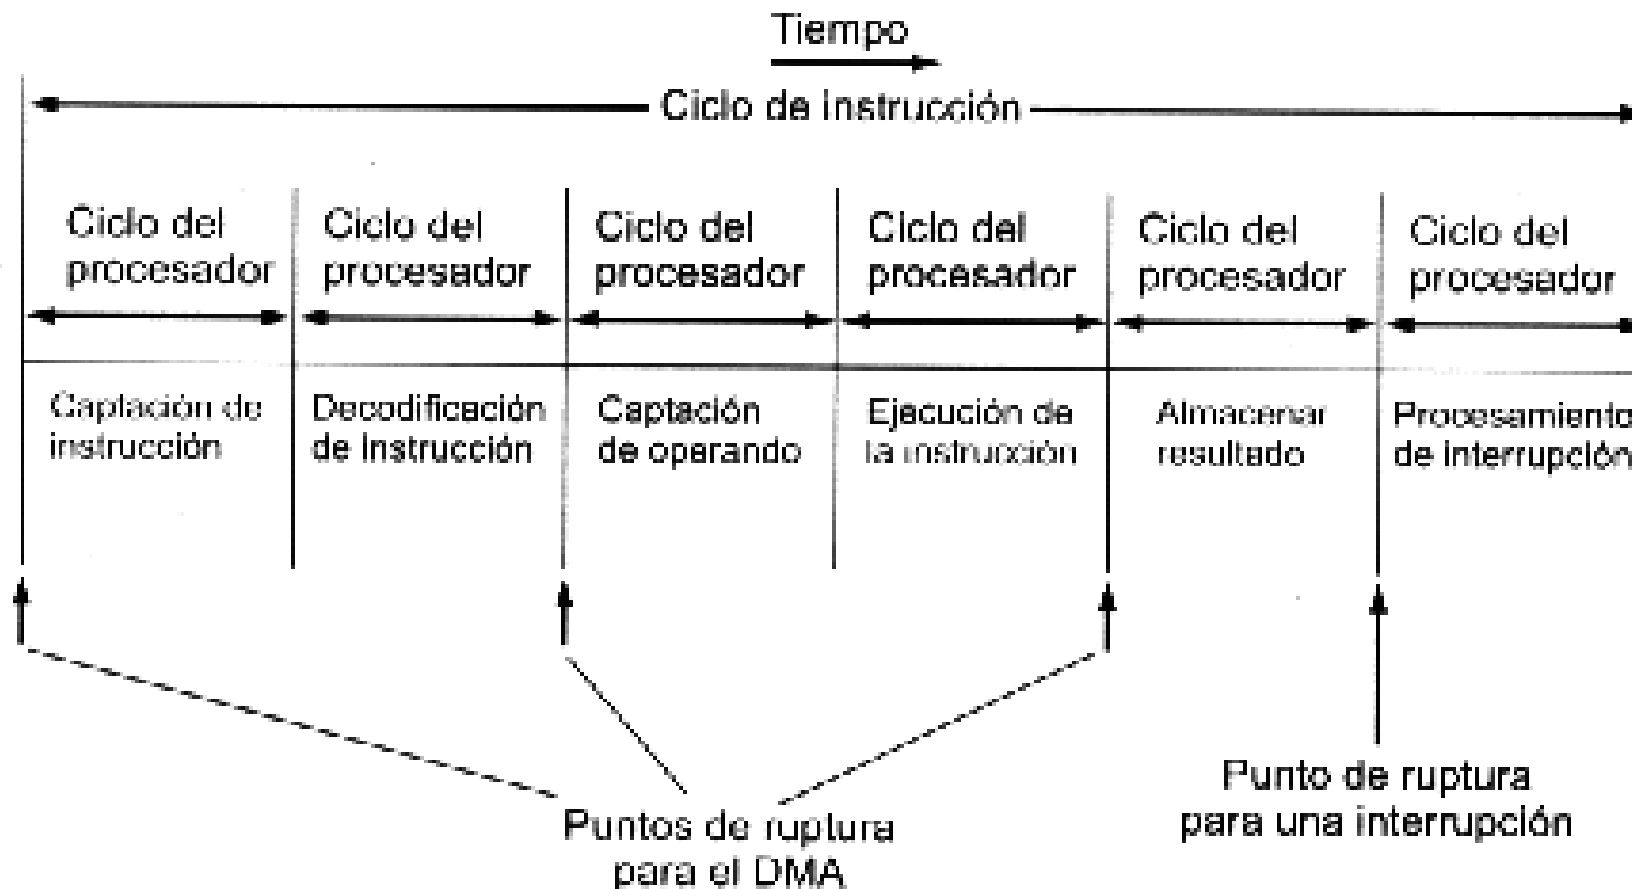 Tiempo
Ciclo de instrucción
Ciclo del
procesador
Ciclo del
procesador
Ciclo del
procesador
Ciclo del
procesador
Ciclo del
procesador
Ciclo del
procesador
Captación de
instrucción
Decodificación
de instrucción
Captación
de operando
Ejecución de
la instrucción
Almacenar
resultado
Procesamiento
de interrupción
Puntos de ruptura
para el DMA
Punto de ruptura
para una interrupción